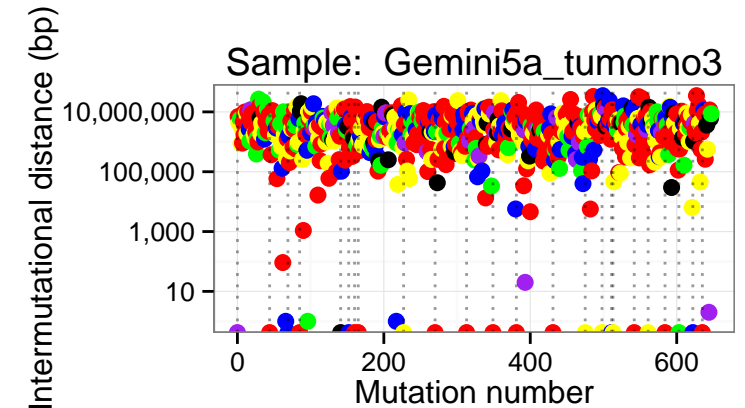 Sample:  Gemini5a_tumorno3
Intermutational distance (bp)
10,000,000
100,000
1,000
10
0 200 400 600
Mutation number